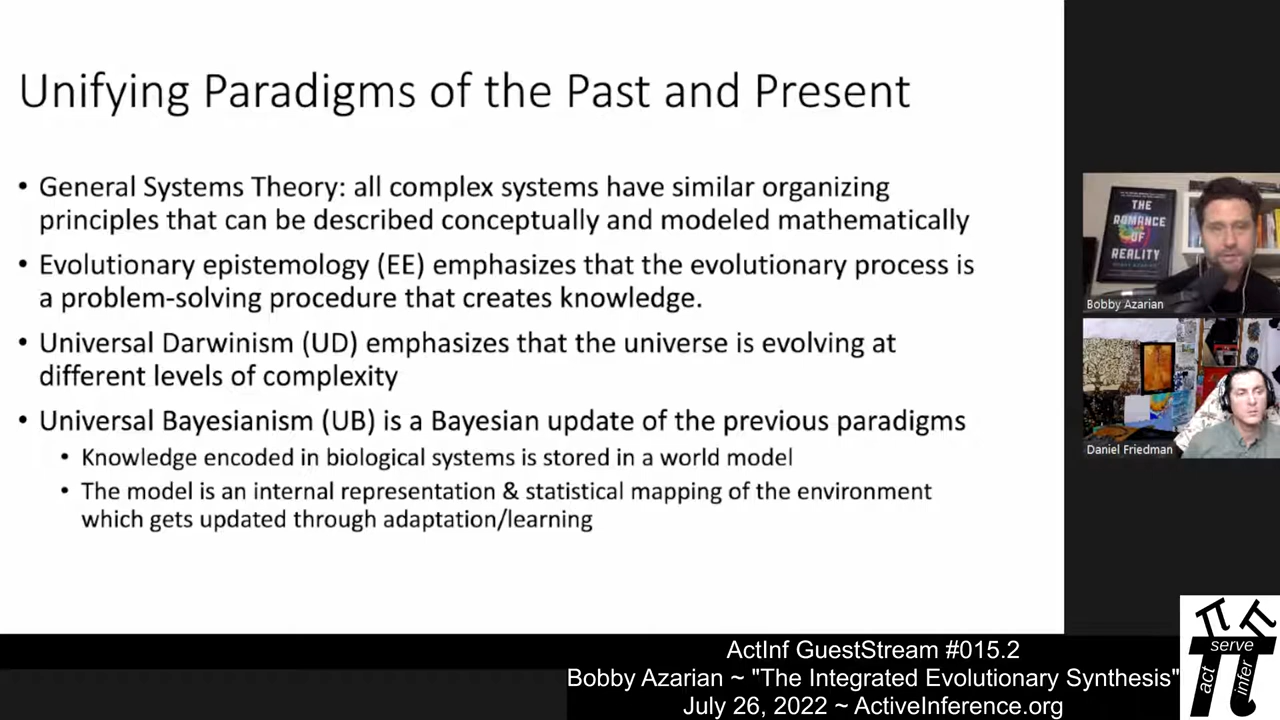 Unifying Paradigms of the Past and Present
• General Systems Theory: all complex systems have similar organizing
principles that can be described conceptually and modeled mathematically
• Evolutionary epistemology (EE) emphasizes that the evolutionary process is
a problem-solving procedure that creates knowledge.
• Universal Darwinism (UD) emphasizes that the universe is evolving at
different levels of complexity
• Universal Bayesianism (UB) is a Bayesian update of the previous paradigms
• Knowledge encoded in biological systems is stored in a world model
• The model is an internal representation & statistical mapping of the environment
which gets updated through adaptation/learning
THE
ROMANCE
OF
REALITY
Bobby Azarian
Daniel Friedman
ActInf GuestStream #015.2
Bobby Azarian ~ "The Integrated Evolutionary Synthesis"
July 26, 2022 ~ ActiveInference.org
serve
act
infer